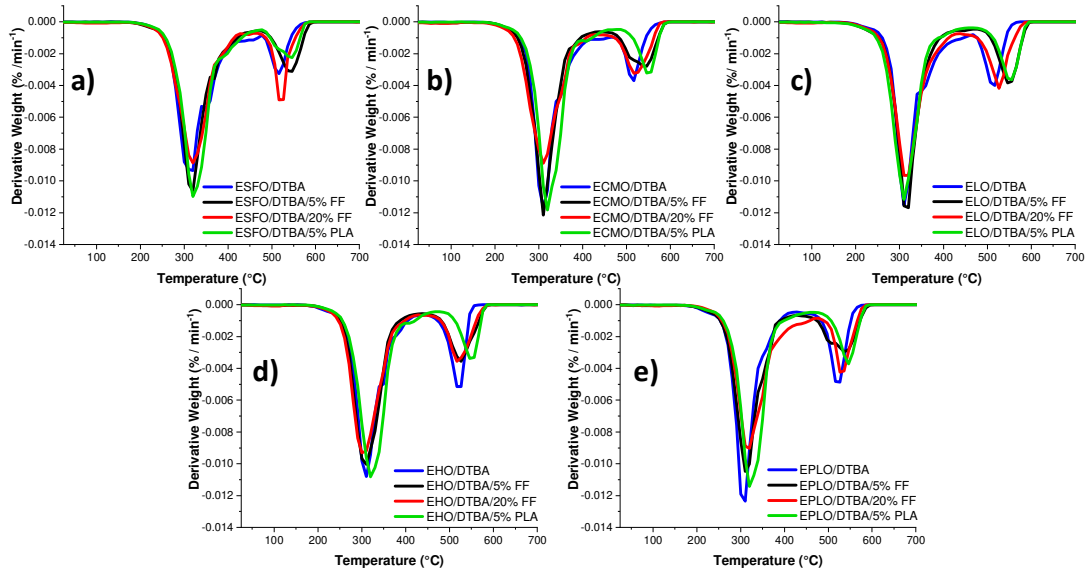 a)
Derivative Weight (% /min⁻¹)
0.000
-0.002
-0.004
-0.006
-0.008
-0.010
-0.012
-0.014
ESFO/DTBA
ESFO/DTBA/5% FF
ESFO/DTBA/20% FF
ESFO/DTBA/5% PLA
100 200 300 400 500 600 700
Temperature (°C)
b)
Derivative Weight (%/ min⁻¹)
0.000
-0.002
-0.004
-0.006
-0.008
-0.010
-0.012
-0.014
ECMO/DTBA
ECMO/DTBA/5% FF
ECMO/DTBA/20% FF
ECMO/DTBA/5% PLA
100 200 300 400 500 600 700
Temperature (°C)
c)
Derivative Weight (%/ min⁻¹)
0.000
-0.002
-0.004
-0.006
-0.008
-0.010
-0.012
-0.014
ELO/DTBA
ELO/DTBA/5% FF
ELO/DTBA/20% FF
ELO/DTBA/5% PLA
100 200 300 400 500 600 700
Temperature (°C)
d)
Derivative Weight (% / min⁻¹)
0.000
-0.002
-0.004
-0.006
-0.008
-0.010
-0.012
-0.014
EHO/DTBA
EHO/DTBA/5% FF
EHO/DTBA/20% FF
EHO/DTBA/5% PLA
100 200 300 400 500 600 700
Temperature (°C)
e)
Derivative Weight (% / min⁻¹)
0.000
-0.002
-0.004
-0.006
-0.008
-0.010
-0.012
-0.014
EPLO/DTBA
EPLO/DTBA/5% FF
EPLO/DTBA/20% FF
EPLO/DTBA/5% PLA
100 200 300 400 500 600 700
Temperature (°C)